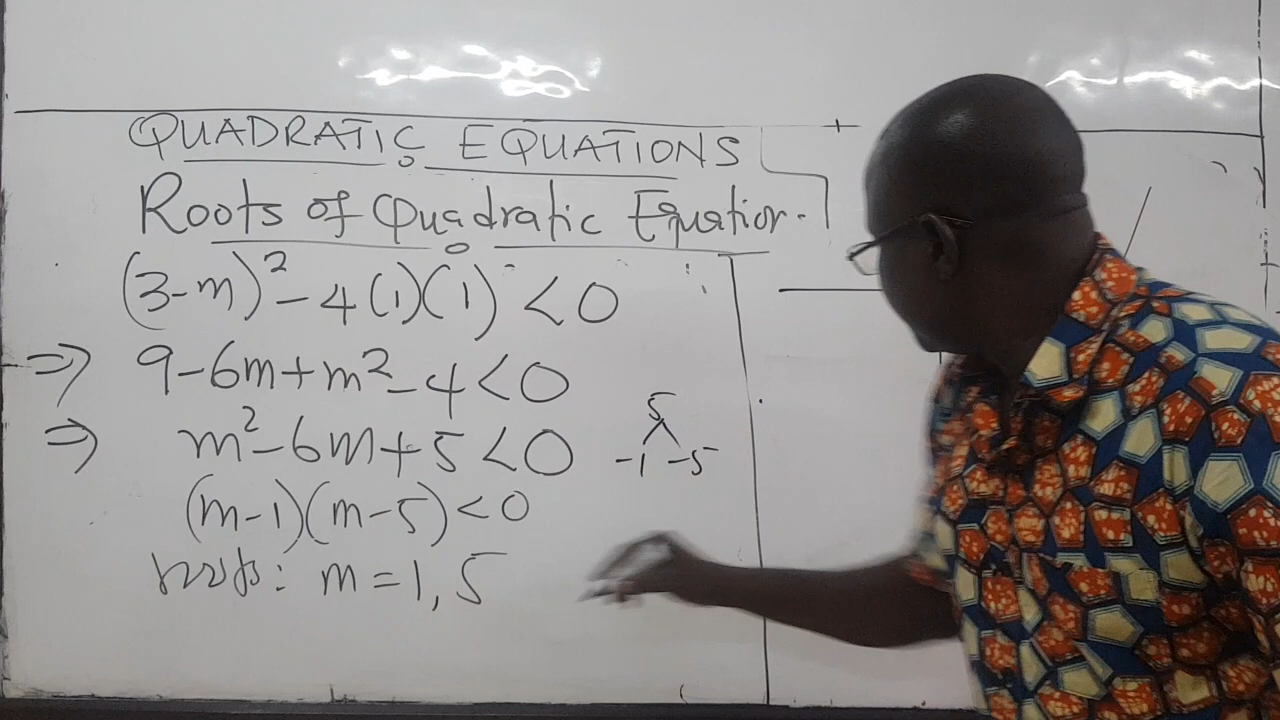 QUADRATIC EQUATIONS
Roots of Quadratic Equation.
(3-m)² - 4(1)(1) < 0
⇒ 9 - 6m + m² - 4 < 0
⇒ m² - 6m + 5 < 0
5
-1 -5
(m-1)(m-5) < 0
roots: m = 1, 5